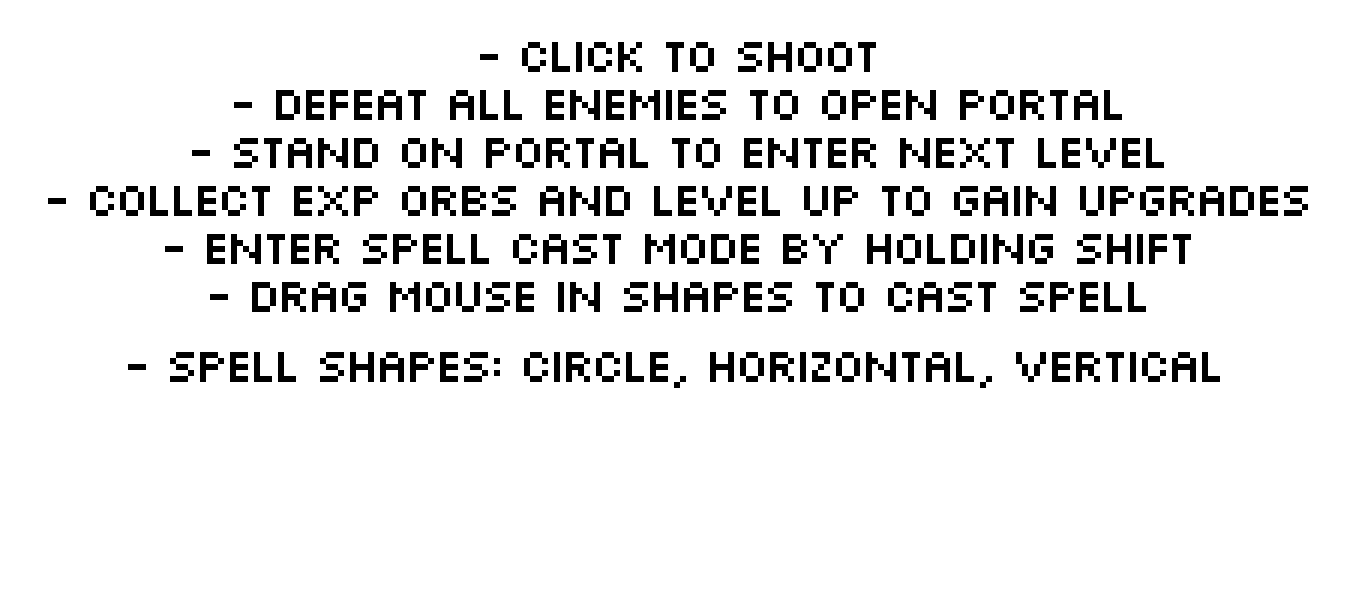 - CLICK TO SHOOT
- DEFEAT ALL ENEMIES TO OPEN PORTAL
- STAND ON PORTAL TO ENTER NEXT LEVEL
- COLLECT EXP ORBS AND LEVEL UP TO GAIN UPGRADES
- ENTER SPELL CAST MODE BY HOLDING SHIFT
- DRAG MOUSE IN SHAPES TO CAST SPELL
- SPELL SHAPES: CIRCLE, HORIZONTAL, VERTICAL